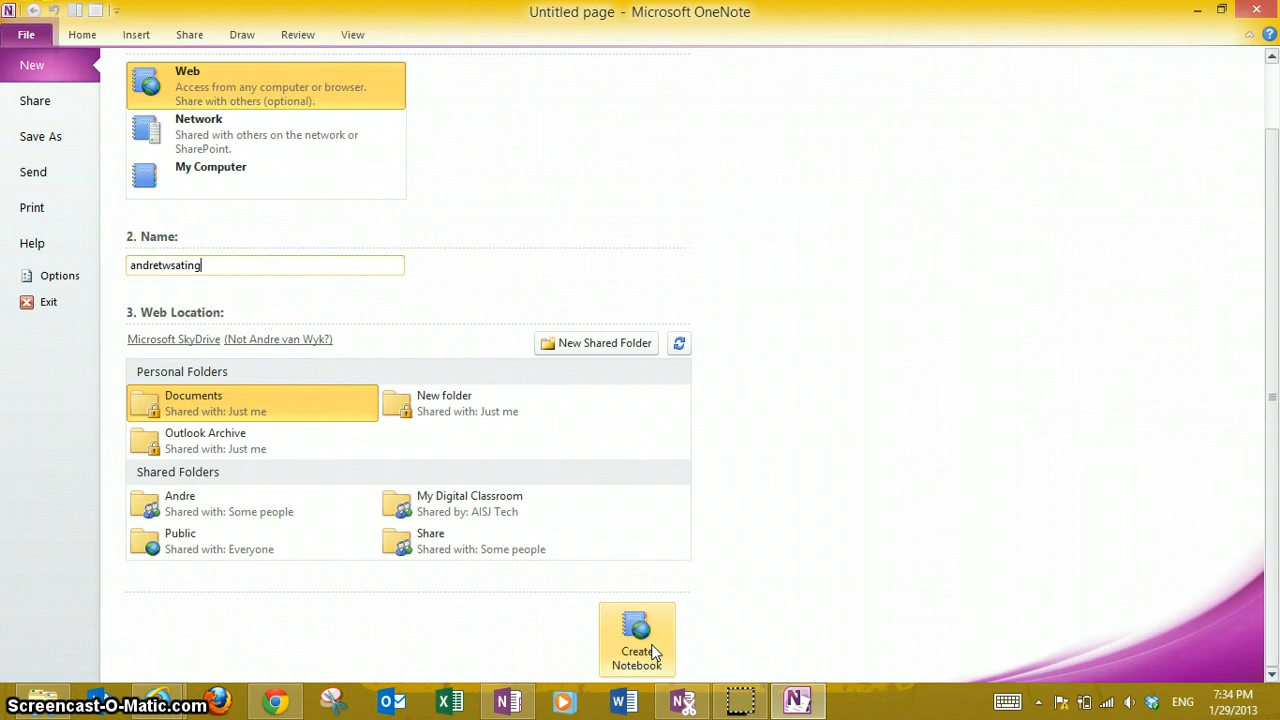 Untitled page - Microsoft OneNote
File Home Insert Share Draw Review View
New
Share
Save As
Send
Print
Help
Options
Exit
Web
Access from any computer or browser.
Share with others (optional).
Network
Shared with others on the network or
SharePoint.
My Computer
2. Name:
andretwsating
3. Web Location:
Microsoft SkyDrive (Not Andre van Wyk?)
New Shared Folder
Personal Folders
Documents
Shared with: Just me
New folder
Shared with: Just me
Outlook Archive
Shared with: Just me
Shared Folders
Andre
Shared with: Some people
My Digital Classroom
Shared by: AISJ Tech
Public
Shared with: Everyone
Share
Shared with: Some people
Create
Notebook
ENG
7:34 PM
1/29/2013
Screencast-O-Matic.com